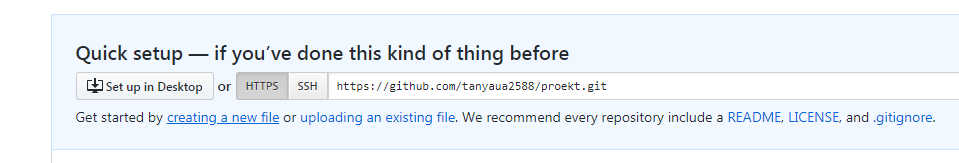 Quick setup — if you’ve done this kind of thing before
Set up in Desktop or HTTPS SSH https://github.com/tanyaua2588/proekt.git
Get started by creating a new file or uploading an existing file. We recommend every repository include a README, LICENSE, and .gitignore.